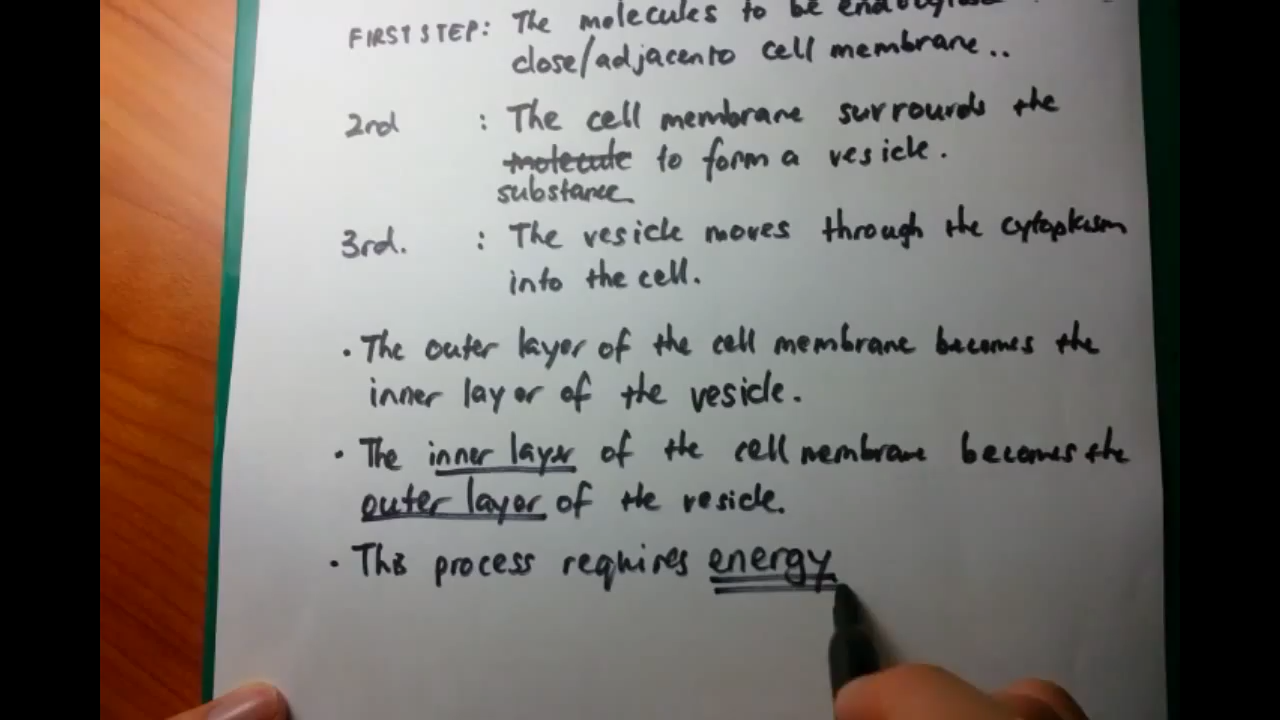 FIRST STEP: The molecules to be
close/adjacento cell membrane..
2nd : The cell membrane surrounds the
molecule to form a vesicle.
substance
3rd. : The vesicle moves through the cytoplasm
into the cell.
• The outer layer of the cell membrane becomes the
inner layer of the vesicle.
• The inner layer of the cell membrane becomes the
outer layer of the vesicle.
• This process requires energy